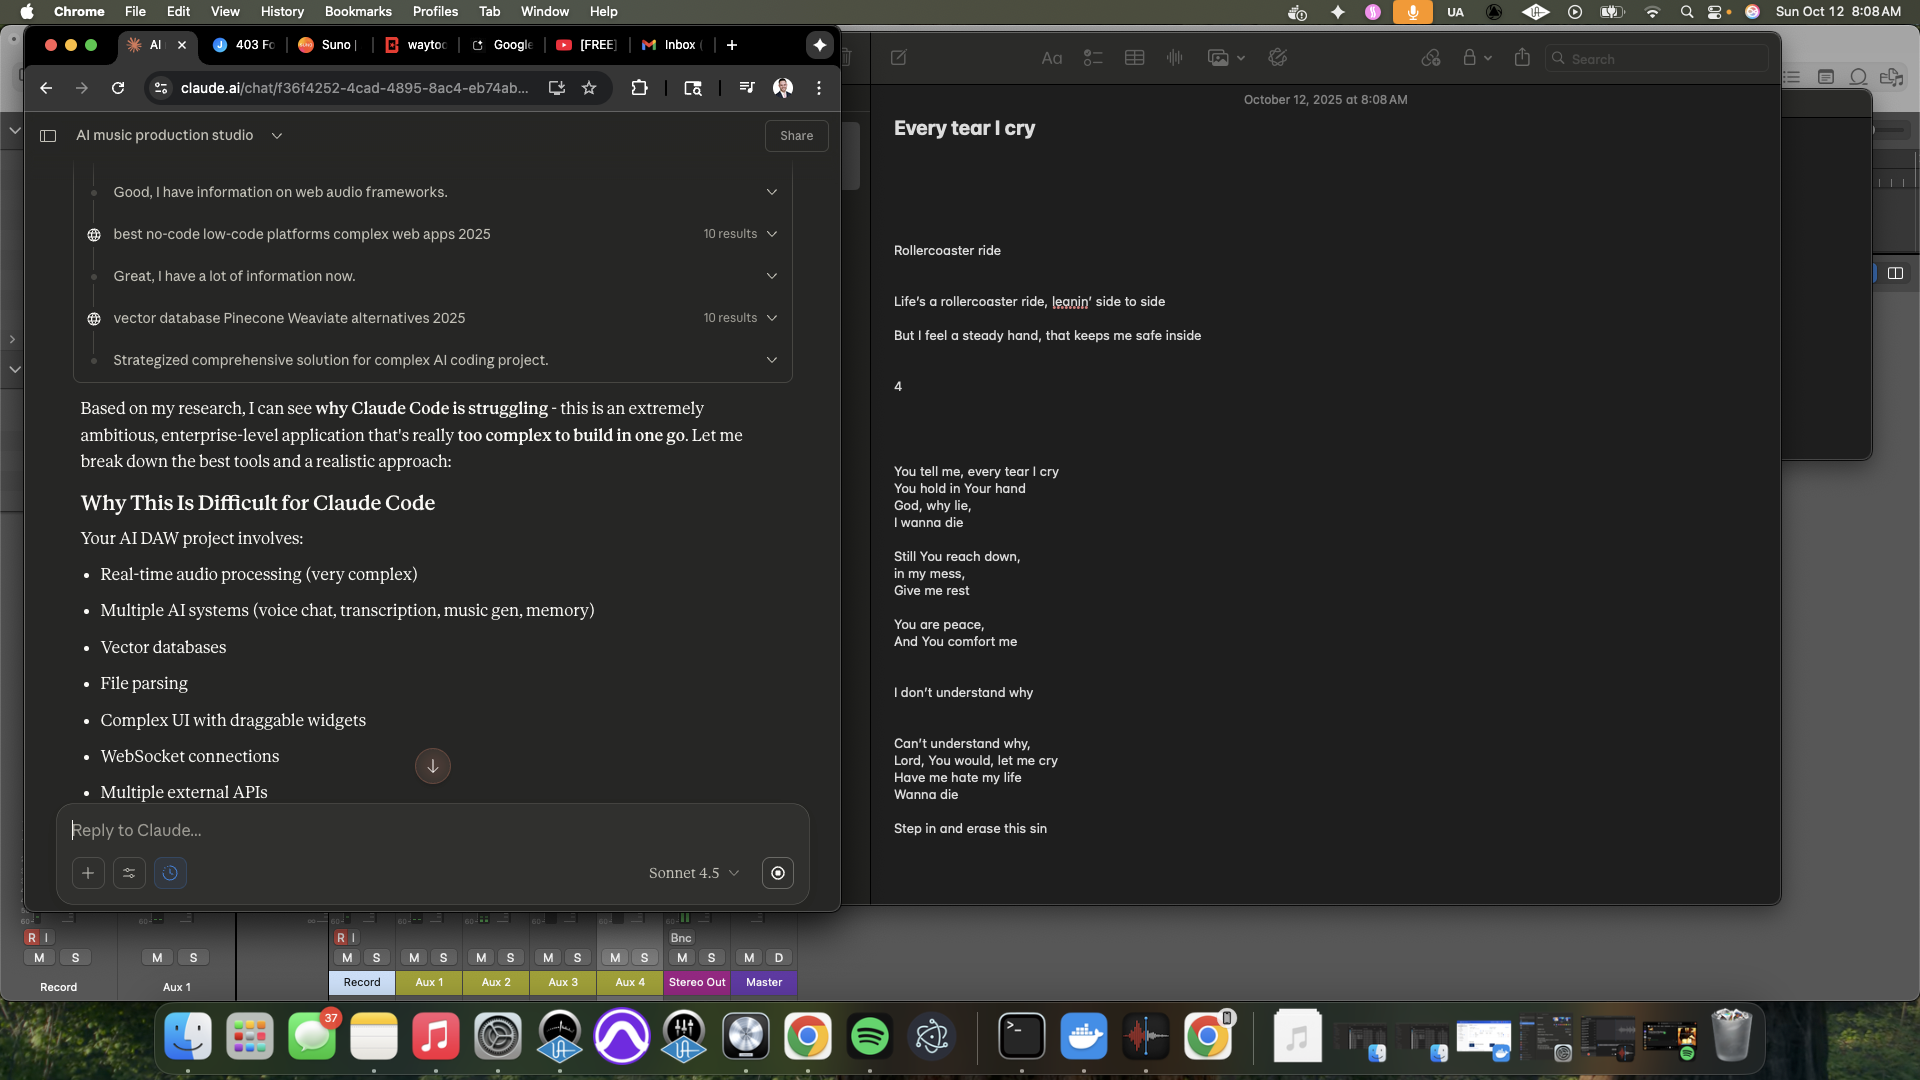 Chrome File Edit View History Bookmarks Profiles Tab Window Help
UA
Sun Oct 12 8:08 AM
AI
403 Fo
Suno |
waytoc
Google
[FREE]
Inbox (
claude.ai/chat/f36f4252-4cad-4895-8ac4-eb74ab...
AI music production studio
Share
Good, I have information on web audio frameworks.
best no-code low-code platforms complex web apps 2025
10 results
Great, I have a lot of information now.
vector database Pinecone Weaviate alternatives 2025
10 results
Strategized comprehensive solution for complex AI coding project.
Based on my research, I can see why Claude Code is struggling - this is an extremely
ambitious, enterprise-level application that's really too complex to build in one go. Let me
break down the best tools and a realistic approach:
Why This Is Difficult for Claude Code
Your AI DAW project involves:
• Real-time audio processing (very complex)
• Multiple AI systems (voice chat, transcription, music gen, memory)
• Vector databases
• File parsing
• Complex UI with draggable widgets
• WebSocket connections
• Multiple external APIs
Reply to Claude...
Sonnet 4.5
Aa
Search
October 12, 2025 at 8:08 AM
Every tear I cry
Rollercoaster ride
Life's a rollercoaster ride, leanin' side to side
But I feel a steady hand, that keeps me safe inside
4
You tell me, every tear I cry
You hold in Your hand
God, why lie,
I wanna die
Still You reach down,
in my mess,
Give me rest
You are peace,
And You comfort me
I don't understand why
Can't understand why,
Lord, You would, let me cry
Have me hate my life
Wanna die
Step in and erase this sin
R I
R I
Bnc
M S
M S
M S
M S
M S
M S
M S
M S
M D
Record
Aux 1
Record
Aux 1
Aux 2
Aux 3
Aux 4
Stereo Out
Master
37